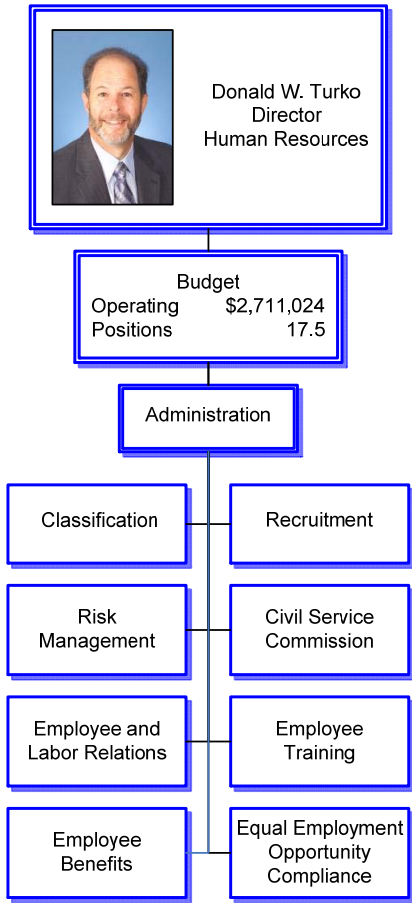 Donald W. Turko
Director
Human Resources
Budget
Operating $2,711,024
Positions 17.5
Administration
Classification
Recruitment
Risk
Management
Civil Service
Commission
Employee and
Labor Relations
Employee
Training
Employee
Benefits
Equal Employment
Opportunity
Compliance